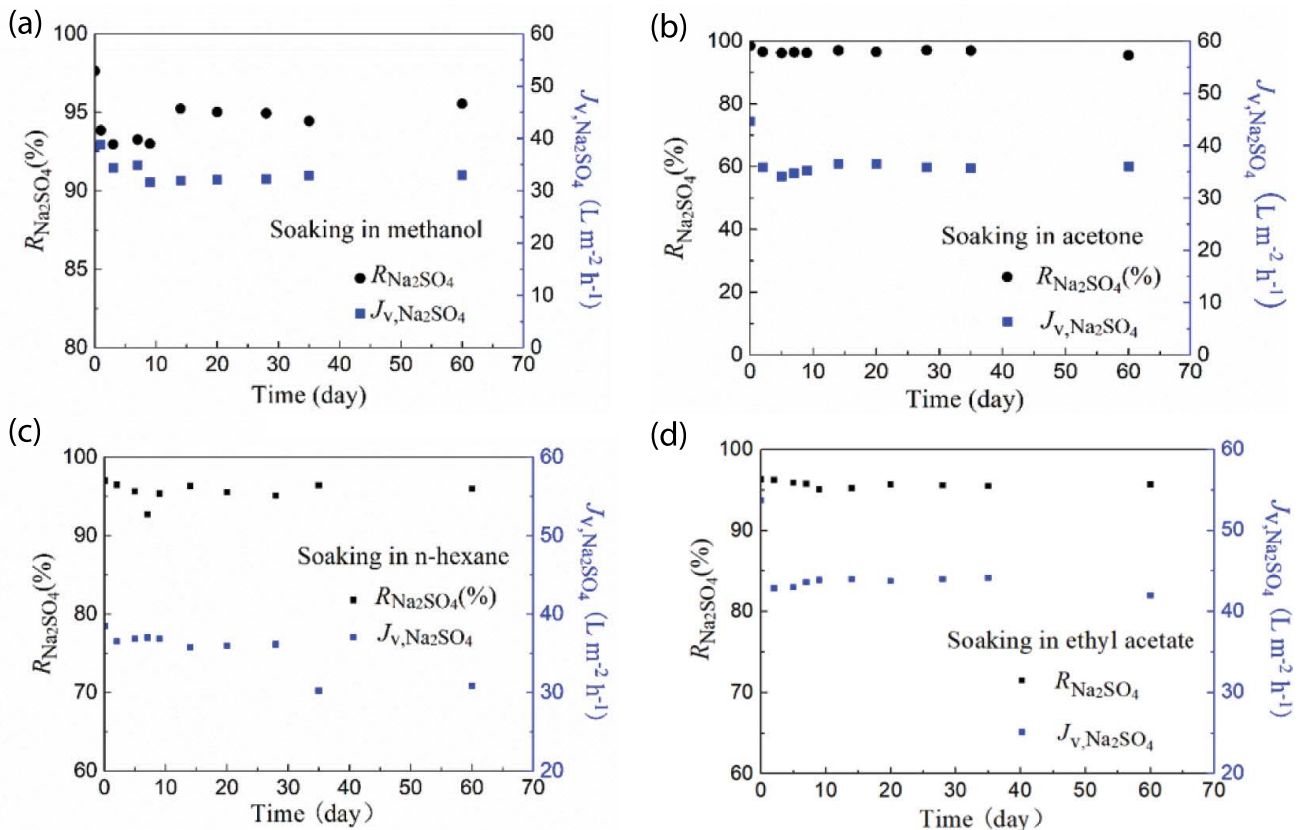 (a)
100
95
90
85
80
R_Na2SO4(%)
60
50
40
30
20
10
0
J_v,Na2SO4 (L m-2 h-1)
Soaking in methanol
R_Na2SO4
J_v,Na2SO4
0 10 20 30 40 50 60 70
Time (day)
(b)
100
80
60
40
20
0
R_Na2SO4(%)
60
50
40
30
20
10
0
J_v,Na2SO4 (L m-2 h-1)
Soaking in acetone
R_Na2SO4(%)
J_v,Na2SO4
0 10 20 30 40 50 60 70
Time (day)
(c)
100
90
80
70
60
R_Na2SO4(%)
60
50
40
30
20
J_v,Na2SO4 (L m-2 h-1)
Soaking in n-hexane
R_Na2SO4(%)
J_v,Na2SO4
0 10 20 30 40 50 60 70
Time (day)
(d)
100
90
80
70
60
R_Na2SO4(%)
60
50
40
30
20
J_v,Na2SO4 (L m-2 h-1)
Soaking in ethyl acetate
R_Na2SO4
J_v,Na2SO4
0 10 20 30 40 50 60 70
Time (day)